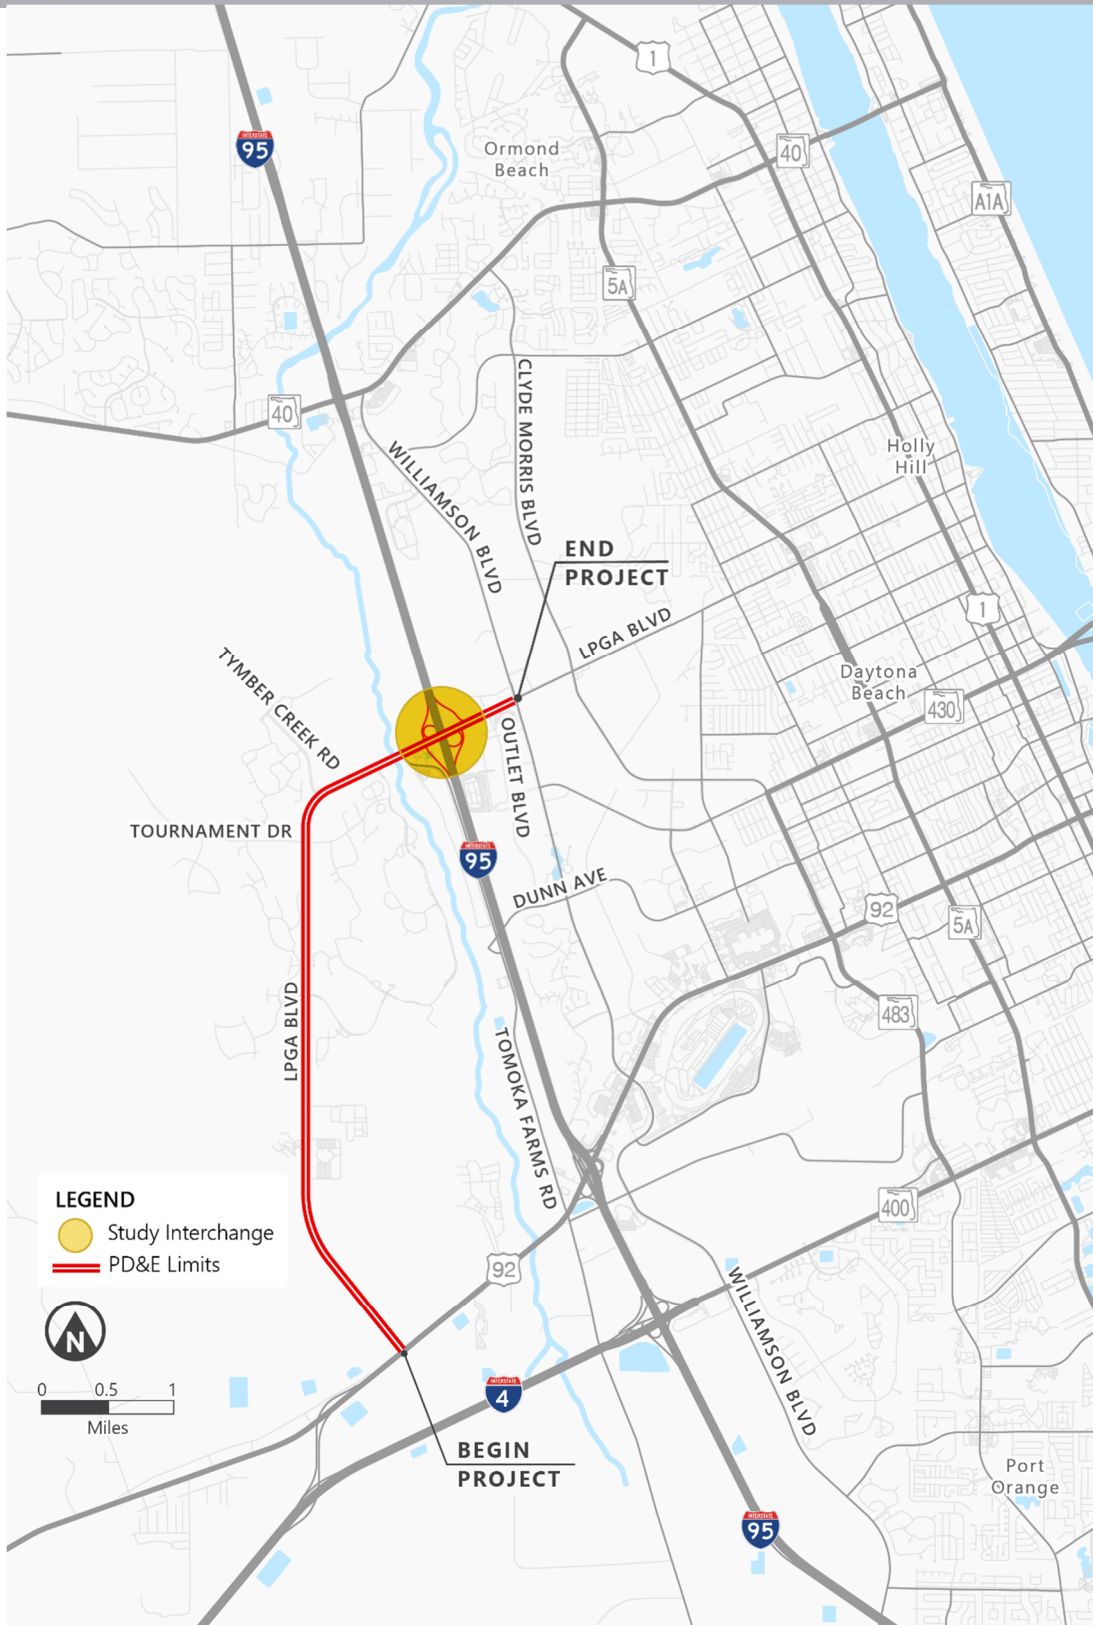 1
INTERSTATE
95
Ormond
Beach
40
A1A
5A
CLYDE MORRIS BLVD
40
WILLIAMSON BLVD
Holly
Hill
END
PROJECT
1
LPGA BLVD
TYMBER CREEK RD
Daytona
Beach
430
OUTLET BLVD
TOURNAMENT DR
INTERSTATE
95
DUNN AVE
92
5A
LPGA BLVD
483
TOMOKA FARMS RD
LEGEND
Study Interchange
PD&E Limits
400
92
WILLIAMSON BLVD
N
0 0.5 1
Miles
INTERSTATE
4
BEGIN
PROJECT
Port
Orange
INTERSTATE
95